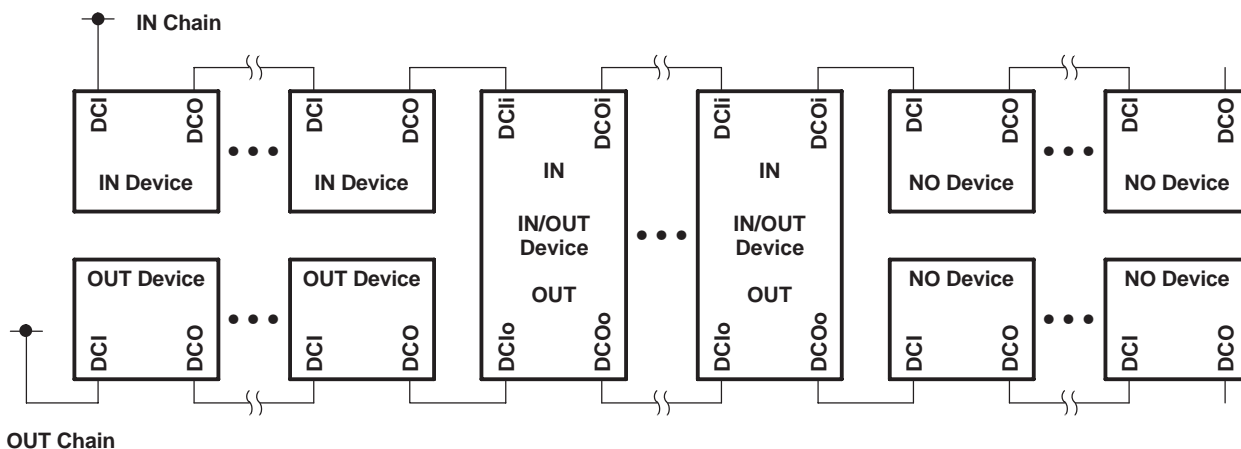 IN Chain
DCI DCO DCI DCO DCIi DCOi DCIi DCOi DCI DCO DCI DCO
IN Device IN Device IN IN NO Device NO Device
IN/OUT IN/OUT
Device Device
OUT Device OUT Device OUT OUT NO Device NO Device
DCI DCO DCI DCO DCIo DCOo DCIo DCOo DCI DCO DCI DCO
OUT Chain